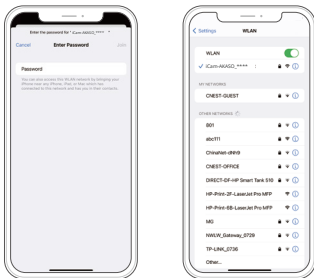 Enter the password for "iCam-AKASO_****"
Cancel
Enter Password
Join
Password
You can also access this WLAN network by bringing your
iPhone near any iPhone, iPad, or Mac which has
connected to this network and has you in their contacts.
Settings
WLAN
WLAN
iCam-AKASO_****
MY NETWORKS
CNEST-GUEST
OTHER NETWORKS
801
abc111
ChinaNet-dNh9
CNEST-OFFICE
DIRECT-DF-HP Smart Tank 510
HP-Print-2F-LaserJet Pro MFP
HP-Print-6B-LaserJet Pro MFP
MG
NWLW_Gateway_0729
TP-LINK_0736
Other...